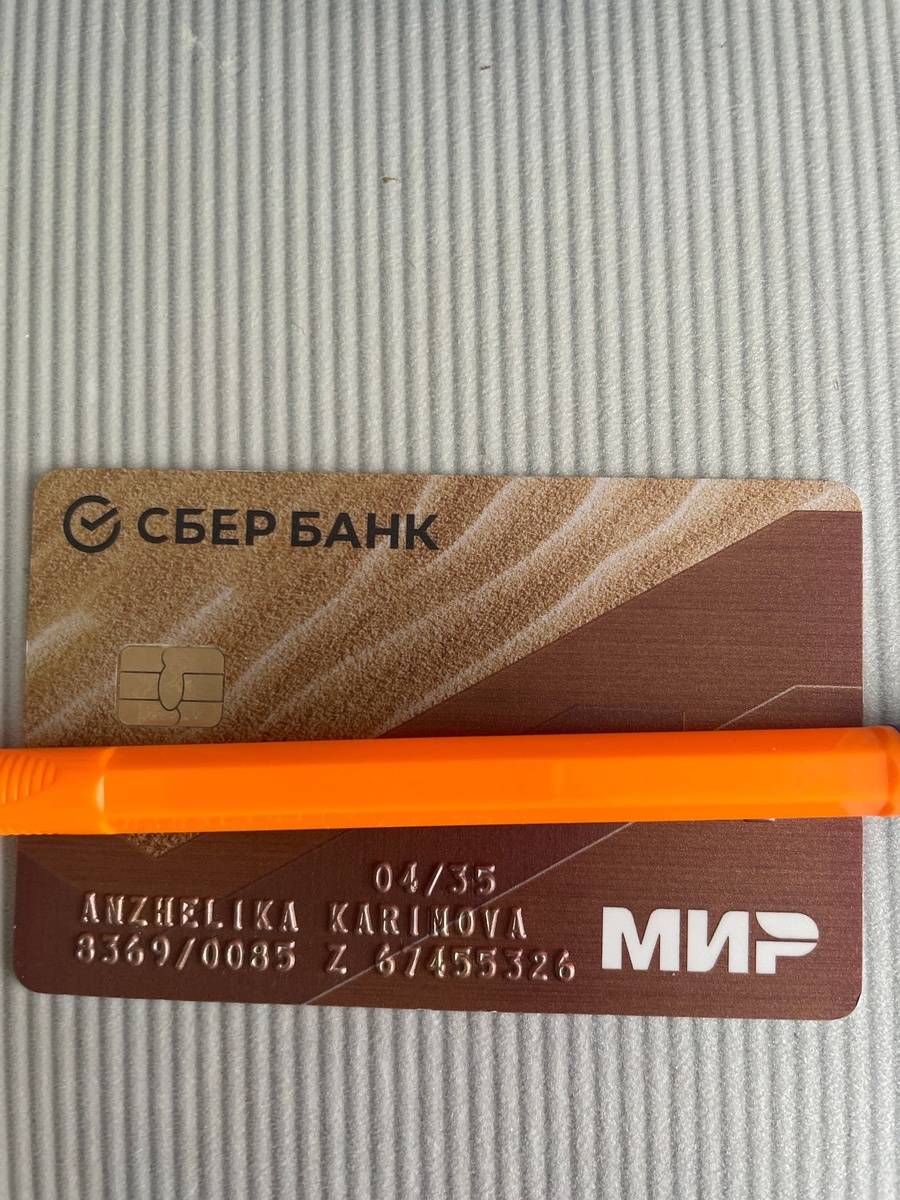 СБЕР БАНК
04/35
ANZHELIKA KARIMOVA
8369/0085 Z 67455326
МИР